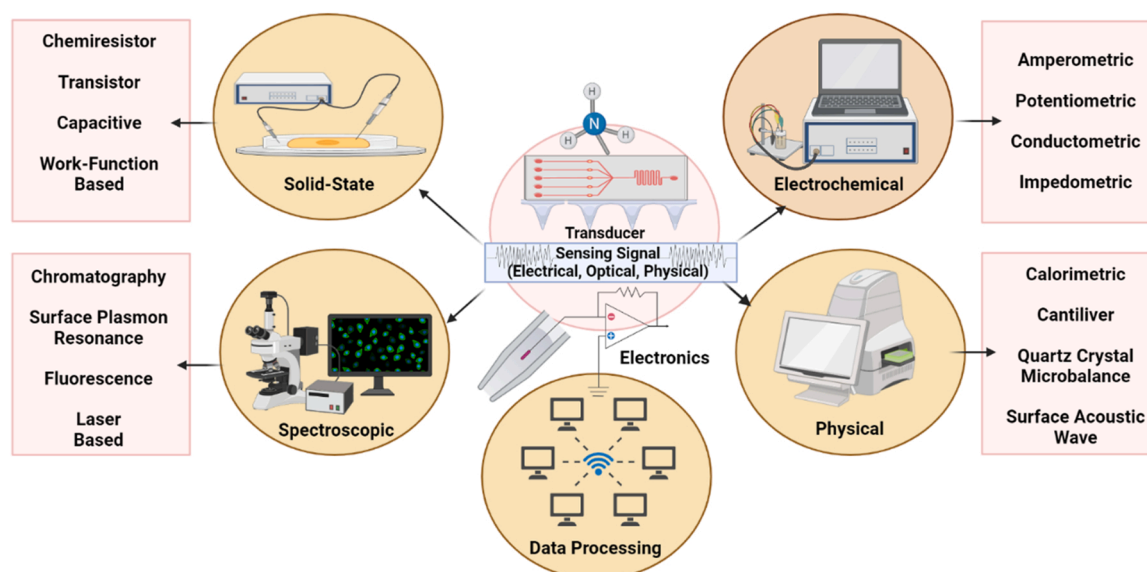 Chemiresistor
Transistor
Capacitive
Work-Function
Based
Solid-State
H
N
H
H
Transducer
Sensing Signal
(Electrical, Optical, Physical)
Electronics
Electrochemical
Amperometric
Potentiometric
Conductometric
Impedometric
Chromatography
Surface Plasmon
Resonance
Fluorescence
Laser
Based
Spectroscopic
Data Processing
Physical
Calorimetric
Cantiliver
Quartz Crystal
Microbalance
Surface Acoustic
Wave